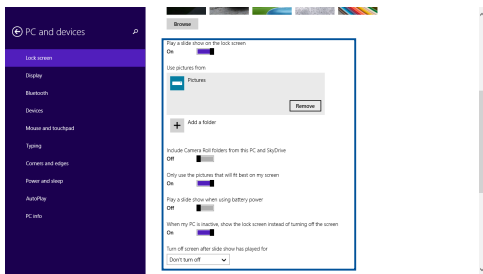 PC and devices
Lock screen
Display
Bluetooth
Devices
Mouse and touchpad
Typing
Corners and edges
Power and sleep
AutoPlay
PC info
Browse
Play a slide show on the lock screen
On
Use pictures from
Pictures
Remove
Add a folder
Include Camera Roll folders from this PC and SkyDrive
Off
Only use the pictures that will fit best on my screen
On
Play a slide show when using battery power
Off
When my PC is inactive, show the lock screen instead of turning off the screen
On
Turn off screen after slide show has played for
Don't turn off